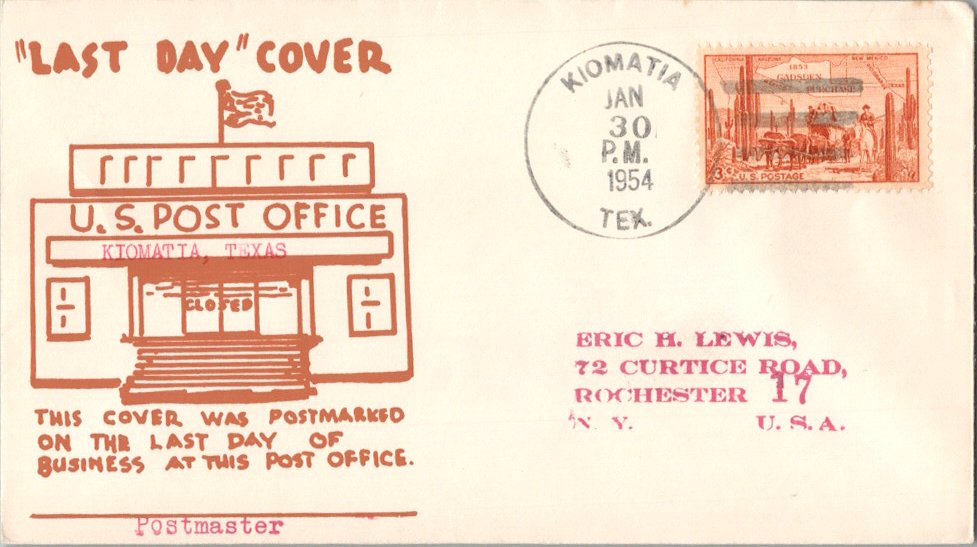 "LAST DAY" COVER
U.S. POST OFFICE
KIOMATIA, TEXAS
CLOSED
THIS COVER WAS POSTMARKED
ON THE LAST DAY OF
BUSINESS AT THIS POST OFFICE.
Postmaster
KIOMATIA
JAN
30
P.M.
1954
TEX.
CALIFORNIA ARIZONA NEW MEXICO
1853
GADSDEN
PURCHASE
TEXAS
3¢ U.S. POSTAGE
ERIC H. LEWIS,
72 CURTICE ROAD,
ROCHESTER 17
N. Y. U. S. A.